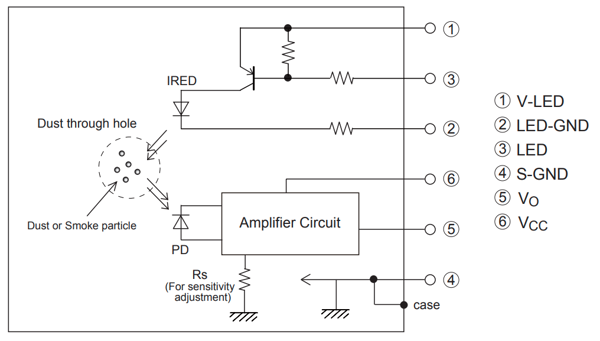 ①
IRED
③
① V-LED
Dust through hole
② LED-GND
②
③ LED
④ S-GND
⑥
⑤ VO
⑥ VCC
Amplifier Circuit
Dust or Smoke particle
⑤
PD
Rs
(For sensitivity
adjustment)
④
case